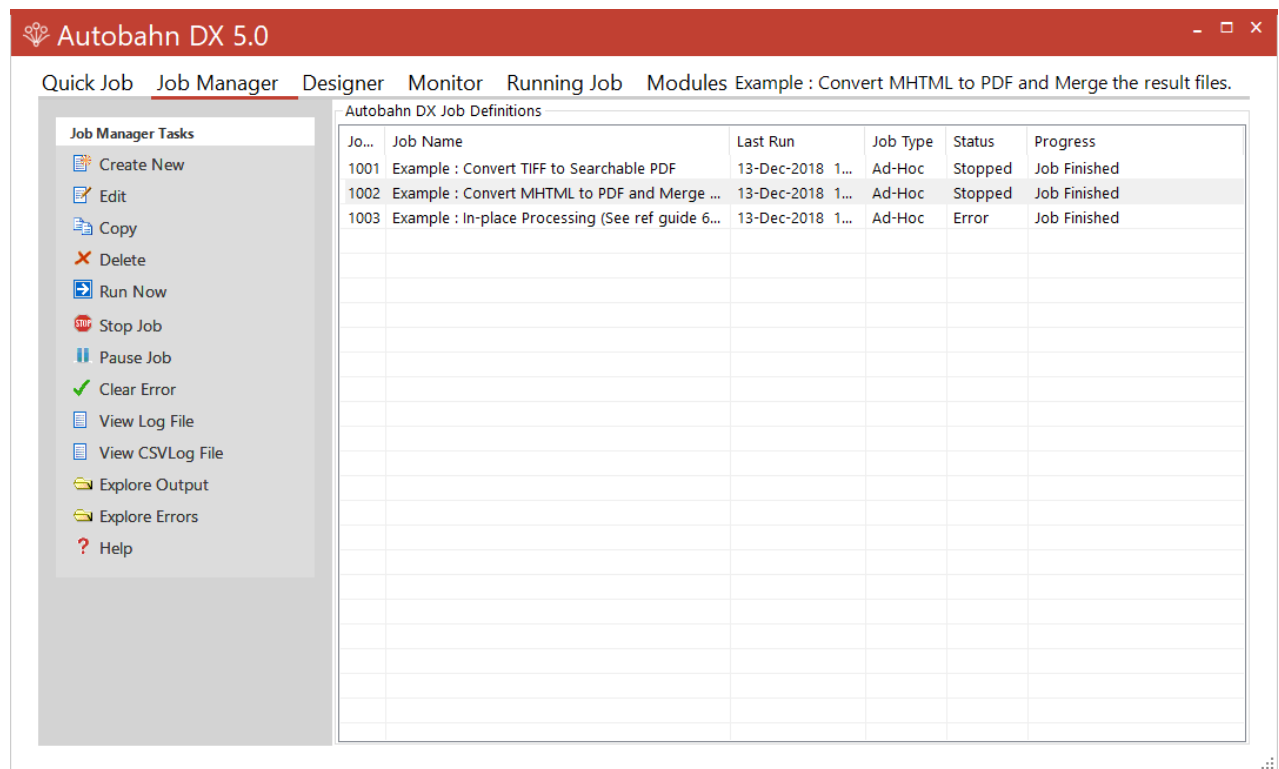 Autobahn DX 5.0
Quick Job Job Manager Designer Monitor Running Job Modules Example : Convert MHTML to PDF and Merge the result files.
Autobahn DX Job Definitions
Job Manager Tasks
Create New
Edit
Copy
Delete
Run Now
Stop Job
Pause Job
Clear Error
View Log File
View CSVLog File
Explore Output
Explore Errors
Help
Jo... Job Name Last Run Job Type Status Progress
1001 Example : Convert TIFF to Searchable PDF 13-Dec-2018 1... Ad-Hoc Stopped Job Finished
1002 Example : Convert MHTML to PDF and Merge ... 13-Dec-2018 1... Ad-Hoc Stopped Job Finished
1003 Example : In-place Processing (See ref guide 6... 13-Dec-2018 1... Ad-Hoc Error Job Finished
STOP